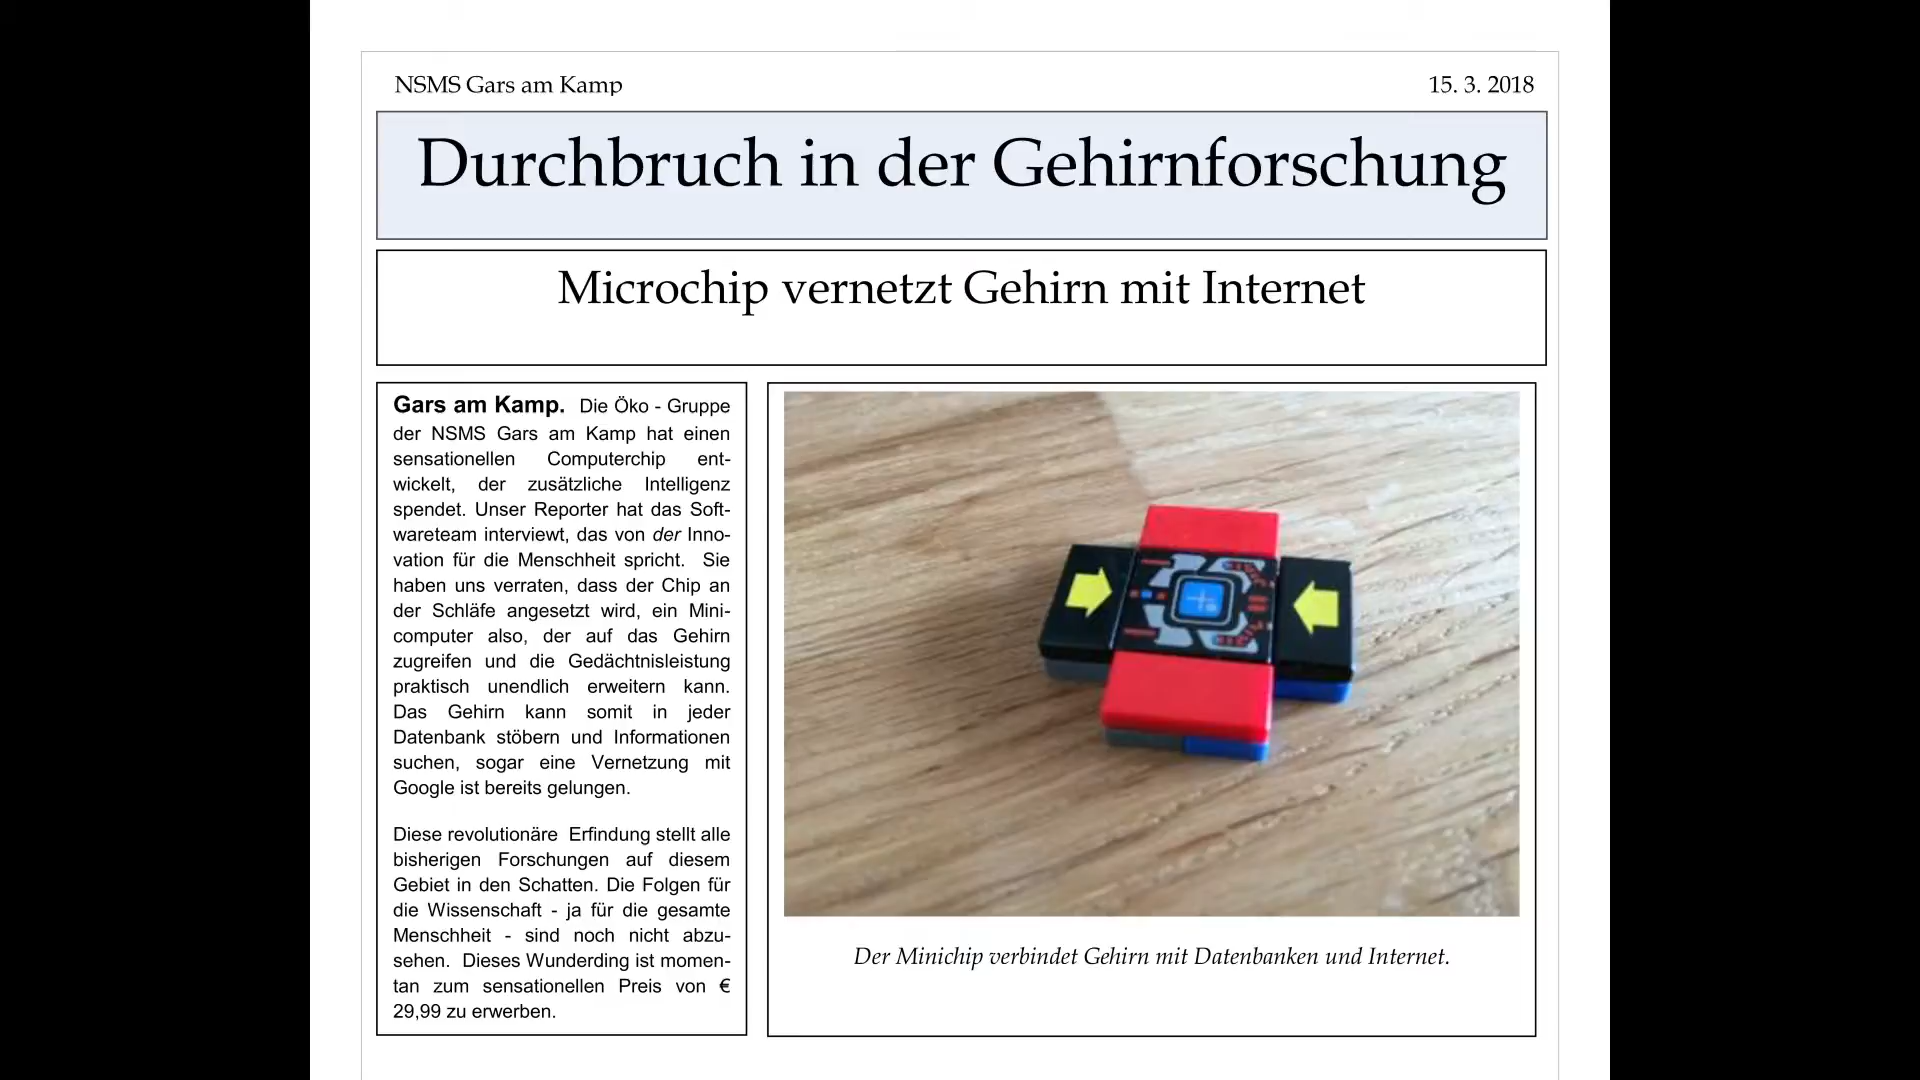 NSMS Gars am Kamp
15. 3. 2018
Durchbruch in der Gehirnforschung
Microchip vernetzt Gehirn mit Internet
Gars am Kamp. Die Öko - Gruppe
der NSMS Gars am Kamp hat einen
sensationellen Computerchip ent-
wickelt, der zusätzliche Intelligenz
spendet. Unser Reporter hat das Soft-
wareteam interviewt, das von der Inno-
vation für die Menschheit spricht. Sie
haben uns verraten, dass der Chip an
der Schläfe angesetzt wird, ein Mini-
computer also, der auf das Gehirn
zugreifen und die Gedächtnisleistung
praktisch unendlich erweitern kann.
Das Gehirn kann somit in jeder
Datenbank stöbern und Informationen
suchen, sogar eine Vernetzung mit
Google ist bereits gelungen.
Diese revolutionäre Erfindung stellt alle
bisherigen Forschungen auf diesem
Gebiet in den Schatten. Die Folgen für
die Wissenschaft - ja für die gesamte
Menschheit - sind noch nicht abzu-
sehen. Dieses Wunderding ist momen-
tan zum sensationellen Preis von €
29,99 zu erwerben.
Der Minichip verbindet Gehirn mit Datenbanken und Internet.